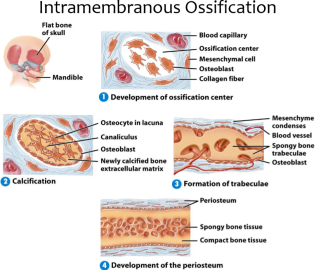 Intramembranous Ossification
Flat bone
of skull
Mandible
Blood capillary
Ossification center
Mesenchymal cell
Osteoblast
Collagen fiber
1 Development of ossification center
Osteocyte in lacuna
Canaliculus
Osteoblast
Newly calcified bone
extracellular matrix
2 Calcification
Mesenchyme
condenses
Blood vessel
Spongy bone
trabeculae
Osteoblast
3 Formation of trabeculae
Periosteum
Spongy bone tissue
Compact bone tissue
4 Development of the periosteum